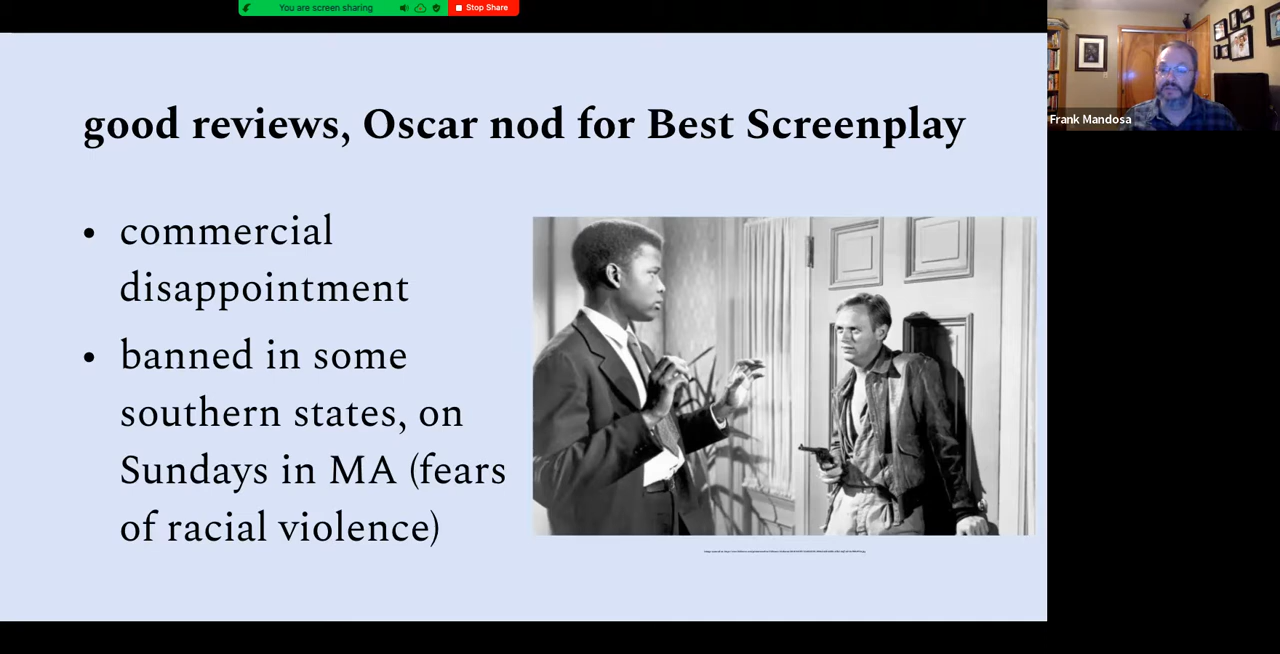 You are screen sharing
Stop Share
good reviews, Oscar nod for Best Screenplay
• commercial
disappointment
• banned in some
southern states, on
Sundays in MA (fears
of racial violence)
Frank Mandosa